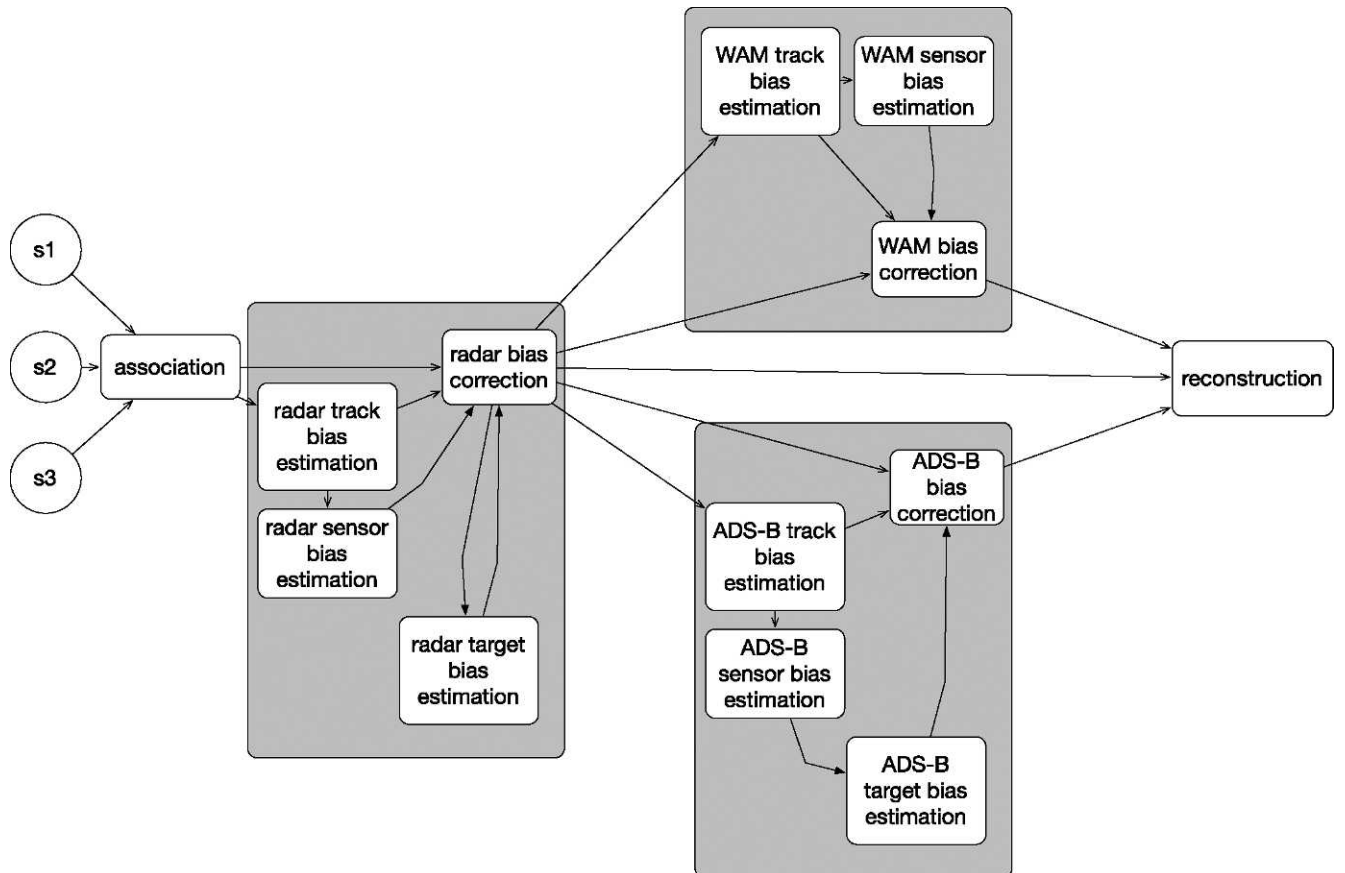 s1
s2
s3
association
radar track
bias
estimation
radar sensor
bias
estimation
radar bias
correction
radar target
bias
estimation
WAM track
bias
estimation
WAM sensor
bias
estimation
WAM bias
correction
ADS-B track
bias
estimation
ADS-B
sensor bias
estimation
ADS-B
target bias
estimation
ADS-B
bias
correction
reconstruction